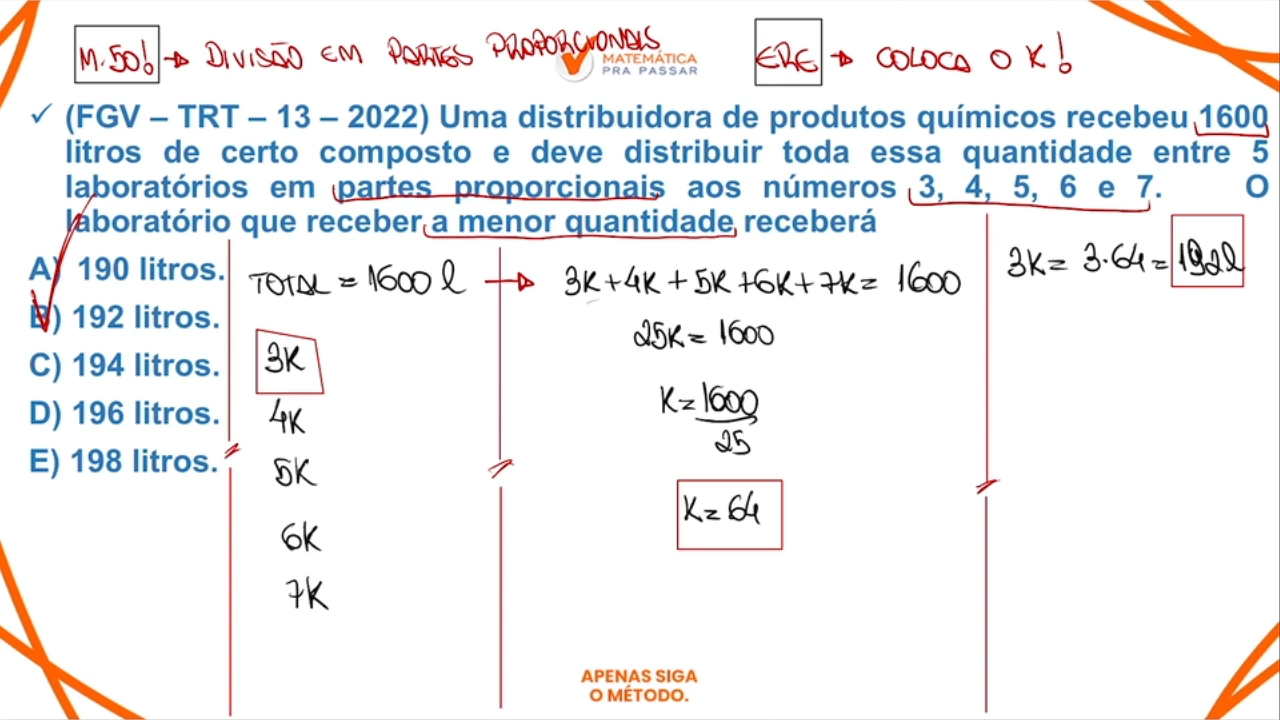 M.50! → DIVISÃO EM PARTES PROPORCIONAIS
MATEMÁTICA
PRA PASSAR
ERE → COLOCA O K!
✓ (FGV – TRT – 13 – 2022) Uma distribuidora de produtos químicos recebeu 1600
litros de certo composto e deve distribuir toda essa quantidade entre 5
laboratórios em partes proporcionais aos números 3, 4, 5, 6 e 7. O
laboratório que receber a menor quantidade receberá
A) 190 litros.
B) 192 litros.
C) 194 litros.
D) 196 litros.
E) 198 litros.
TOTAL = 1600 l →
3K
4K
5K
6K
7K
3K+4K+5K+6K+7K= 1600
25K= 1600
K= 1600
25
K= 64
3K= 3.64= 192l
APENAS SIGA
O MÉTODO.